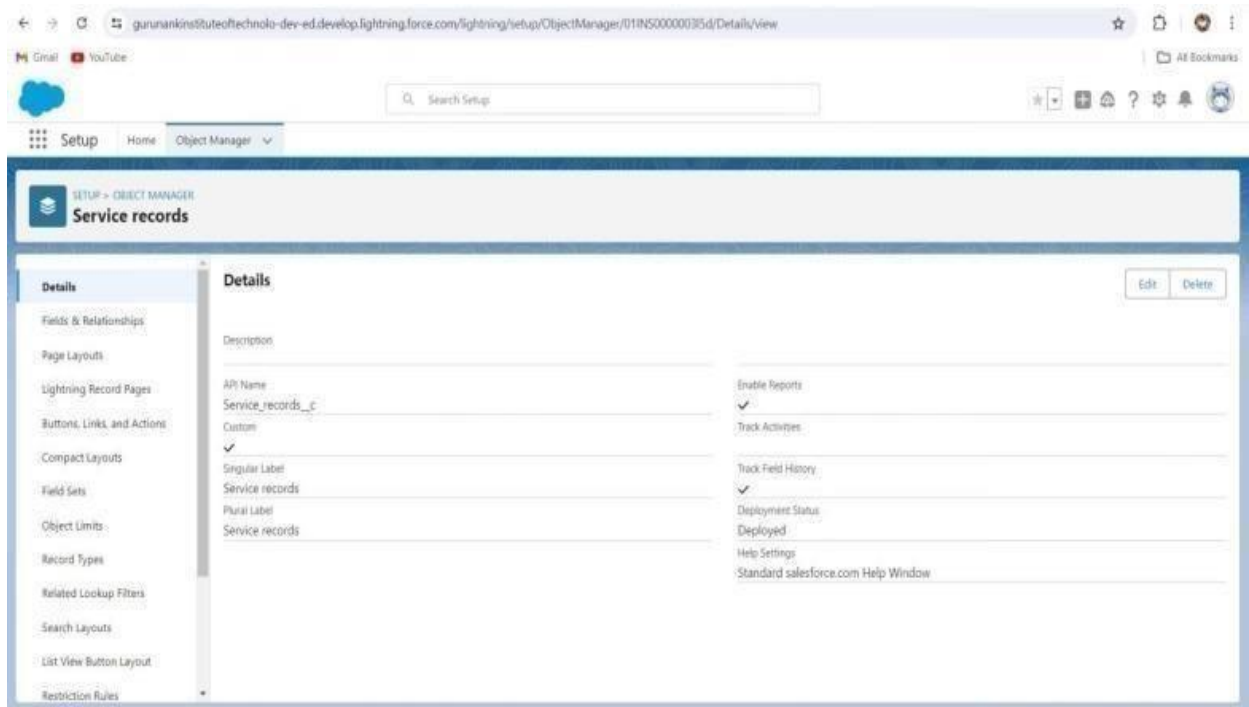 gurunankinstituteoftechnolo-dev-ed.develop.lightning.force.com/lightning/setup/ObjectManager/
Gmail YouTube All Bookmarks
Search Setup
Setup Home Object Manager
SETUP > OBJECT MANAGER
Service records
Details
Fields & Relationships
Page Layouts
Lightning Record Pages
Buttons, Links, and Actions
Compact Layouts
Field Sets
Object Limits
Record Types
Related Lookup Filters
Search Layouts
List View Button Layout
Restriction Rules
Details
Edit Delete
Description
API Name
Service_records__c
Custom
Singular Label
Service records
Plural Label
Service records
Enable Reports
Track Activities
Track Field History
Deployment Status
Deployed
Help Settings
Standard salesforce.com Help Window